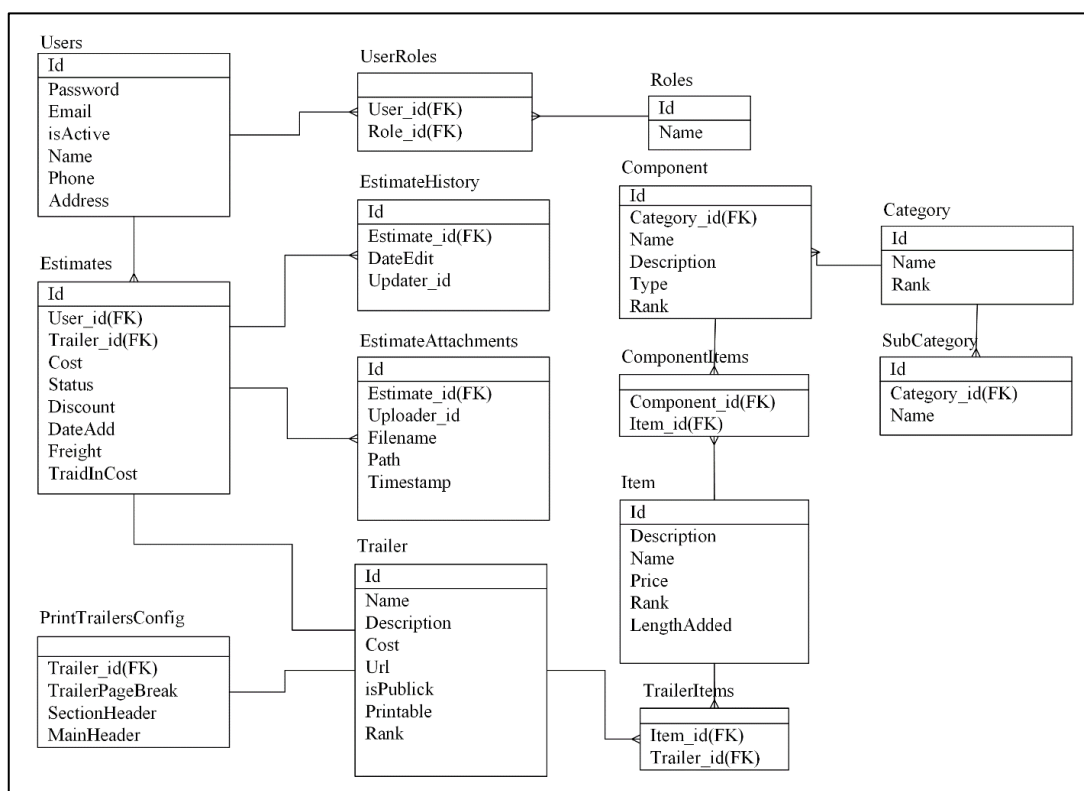 Users
Id
Password
Email
isActive
Name
Phone
Address
UserRoles
User_id(FK)
Role_id(FK)
Roles
Id
Name
EstimateHistory
Id
Estimate_id(FK)
DateEdit
Updater_id
Component
Id
Category_id(FK)
Name
Description
Type
Rank
Category
Id
Name
Rank
Estimates
Id
User_id(FK)
Trailer_id(FK)
Cost
Status
Discount
DateAdd
Freight
TraidInCost
EstimateAttachments
Id
Estimate_id(FK)
Uploader_id
Filename
Path
Timestamp
ComponentItems
Component_id(FK)
Item_id(FK)
SubCategory
Id
Category_id(FK)
Name
Item
Id
Description
Name
Price
Rank
LengthAdded
Trailer
Id
Name
Description
Cost
Url
isPublick
Printable
Rank
PrintTrailersConfig
Trailer_id(FK)
TrailerPageBreak
SectionHeader
MainHeader
TrailerItems
Item_id(FK)
Trailer_id(FK)